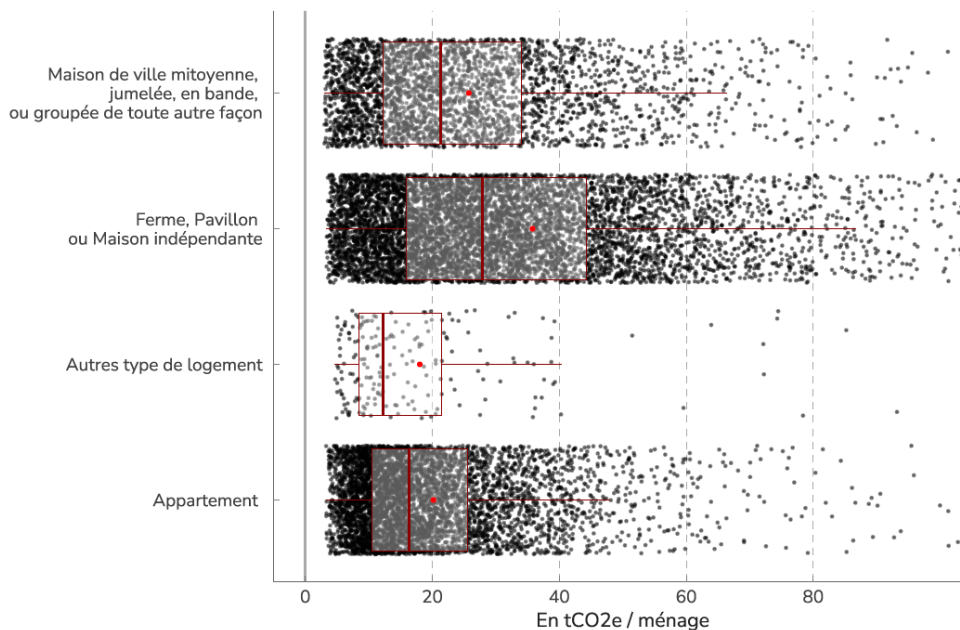 Maison de ville mitoyenne,
jumelée, en bande,
ou groupée de toute autre façon
Ferme, Pavillon
ou Maison indépendante
Autres type de logement
Appartement
0 20 40 60 80
En tCO2e / ménage